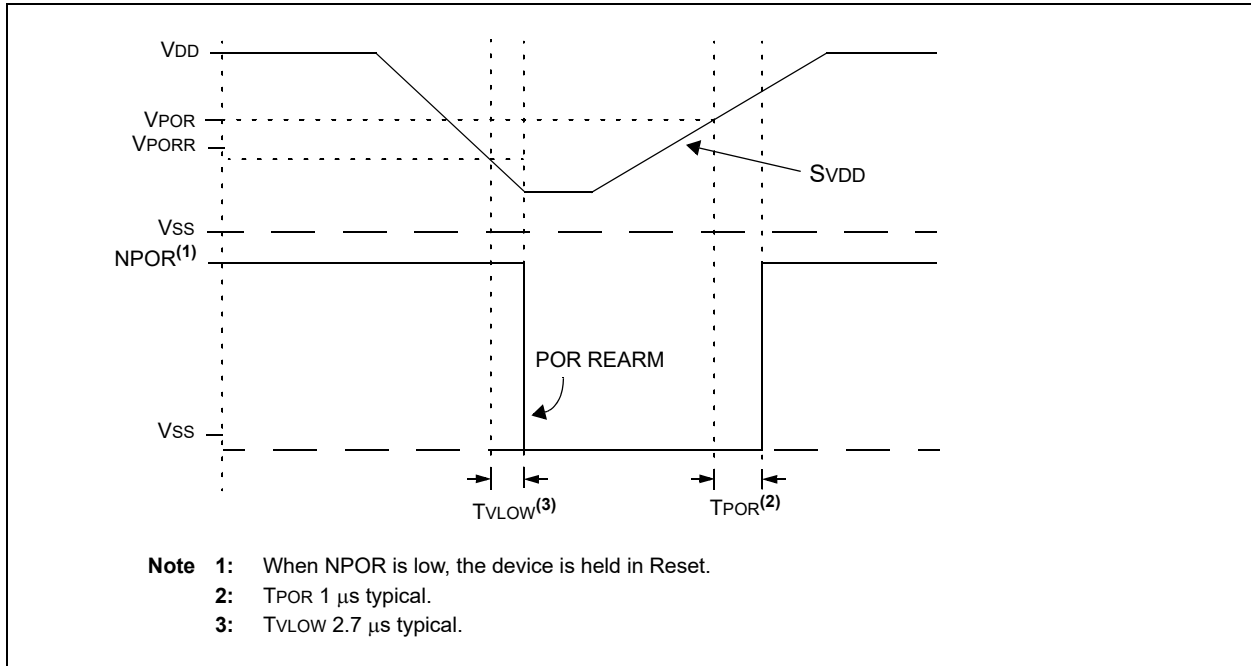 VDD
VPOR
VPORR
SVDD
VSS
NPOR(1)
POR REARM
VSS
TVLOW(3)
TPOR(2)
Note 1: When NPOR is low, the device is held in Reset.
2: TPOR 1 μs typical.
3: TVLOW 2.7 μs typical.